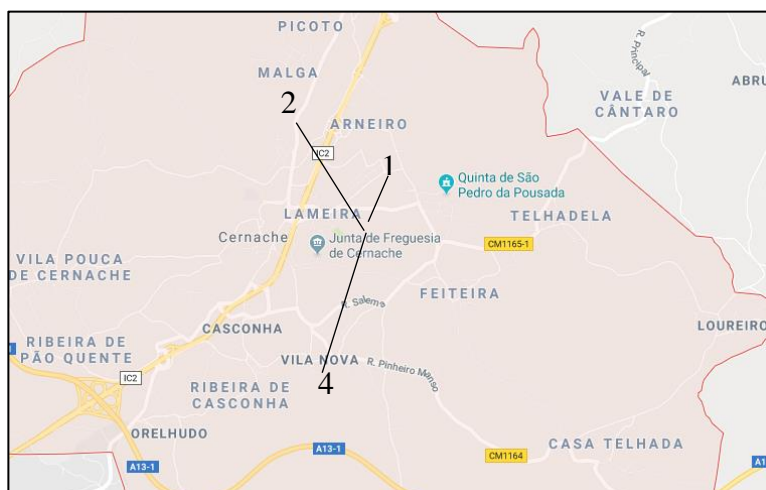 PICOTO
R. Principal
MALGA
ABRU
2
VALE DE
CÂNTARO
ARNEIRO
IC2
1
Quinta de São
Pedro da Pousada
LAMEIRA
TELHADELA
Cernache
Junta de Freguesia
de Cernache
CM1165-1
VILA POUCA
DE CERNACHE
FEITEIRA
R. Salemo
CASCONHA
LOUREIRO
RIBEIRA DE
PÃO QUENTE
VILA NOVA
R. Pinheiro Manso
IC2
4
RIBEIRA DE
CASCONHA
ORELHUDO
CASA TELHADA
A13-1
A13-1
CM1164
A1